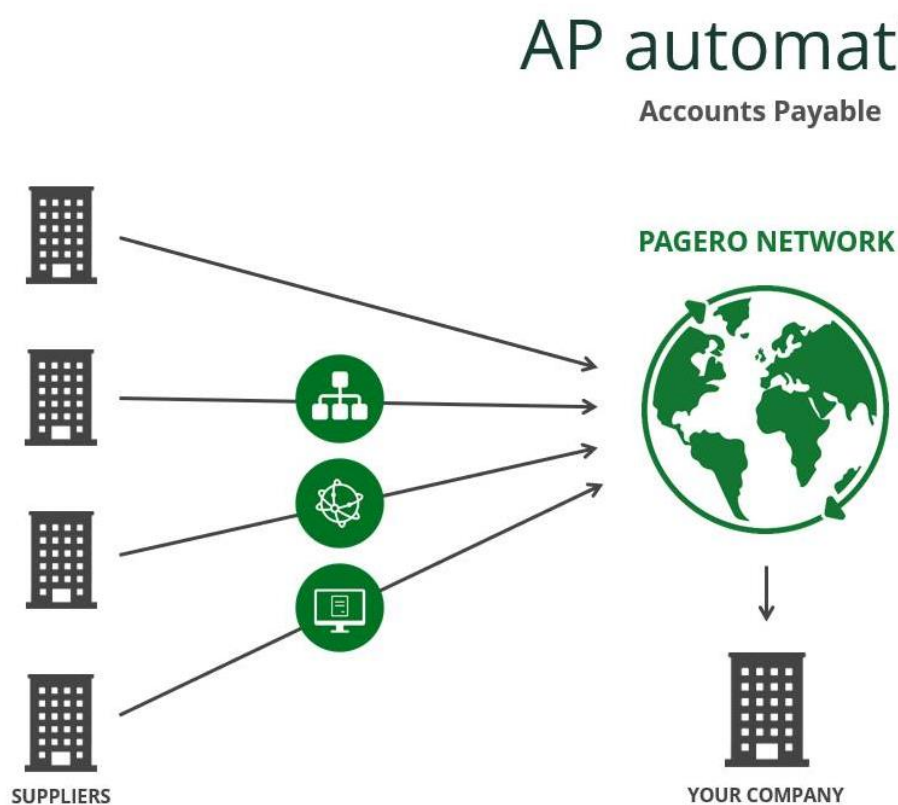 AP automat
Accounts Payable
PAGERO NETWORK
SUPPLIERS
YOUR COMPANY